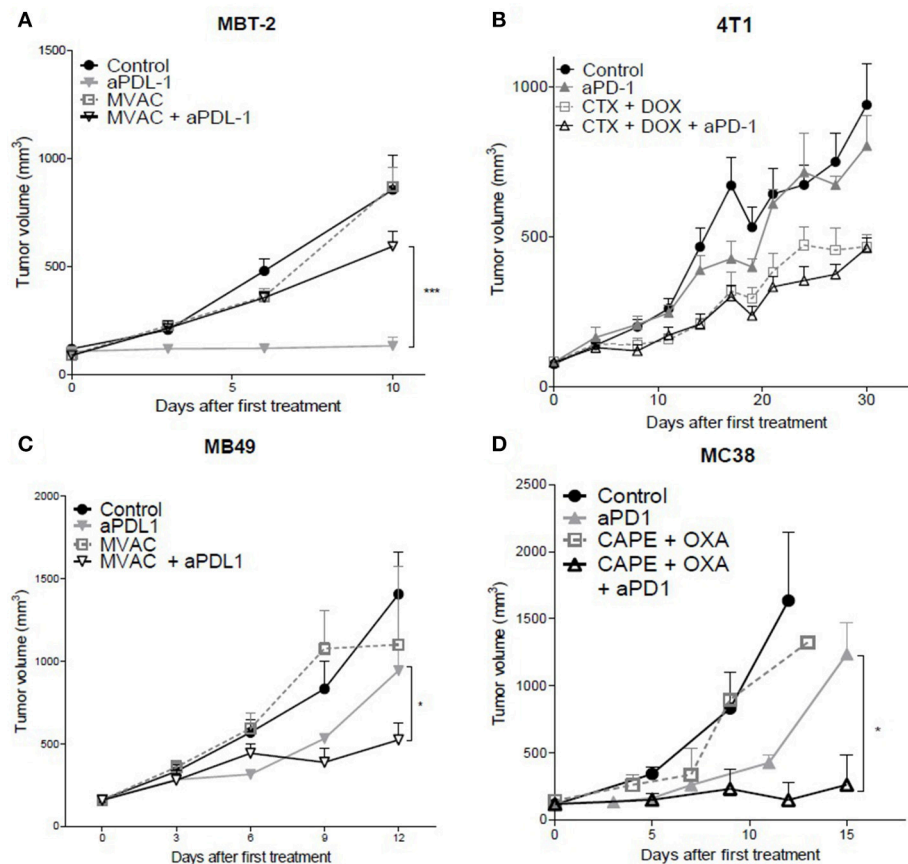 A
MBT-2
1500
1000
500
0
0
5
10
Tumor volume (mm³)
Days after first treatment
Control
aPDL-1
MVAC
MVAC + aPDL-1
***
B
4T1
1000
500
0
0
10
20
30
Tumor volume (mm³)
Days after first treatment
Control
aPD-1
CTX + DOX
CTX + DOX + aPD-1
C
MB49
2000
1500
1000
500
0
0
3
6
9
12
Tumor volume (mm³)
Days after first treatment
Control
aPDL1
MVAC
MVAC + aPDL1
*
D
MC38
2500
2000
1500
1000
500
0
0
5
10
15
Tumor volume (mm³)
Days after first treatment
Control
aPD1
CAPE + OXA
CAPE + OXA
+ aPD1
*